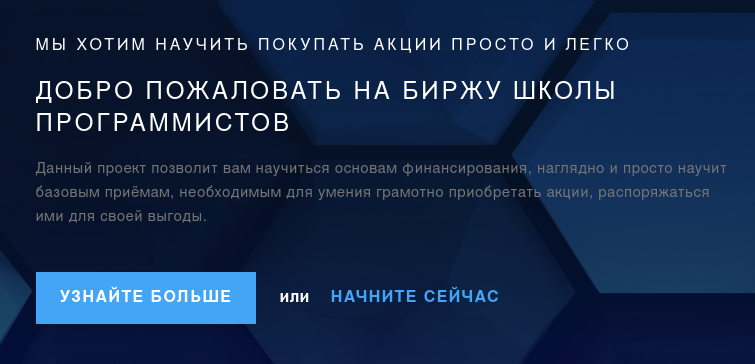 МЫ ХОТИМ НАУЧИТЬ ПОКУПАТЬ АКЦИИ ПРОСТО И ЛЕГКО
ДОБРО ПОЖАЛОВАТЬ НА БИРЖУ ШКОЛЫ
ПРОГРАММИСТОВ
Данный проект позволит вам научиться основам финансирования, наглядно и просто научит
базовым приёмам, необходимым для умения грамотно приобретать акции, распоряжаться
ими для своей выгоды.
УЗНАЙТЕ БОЛЬШЕ или НАЧНИТЕ СЕЙЧАС